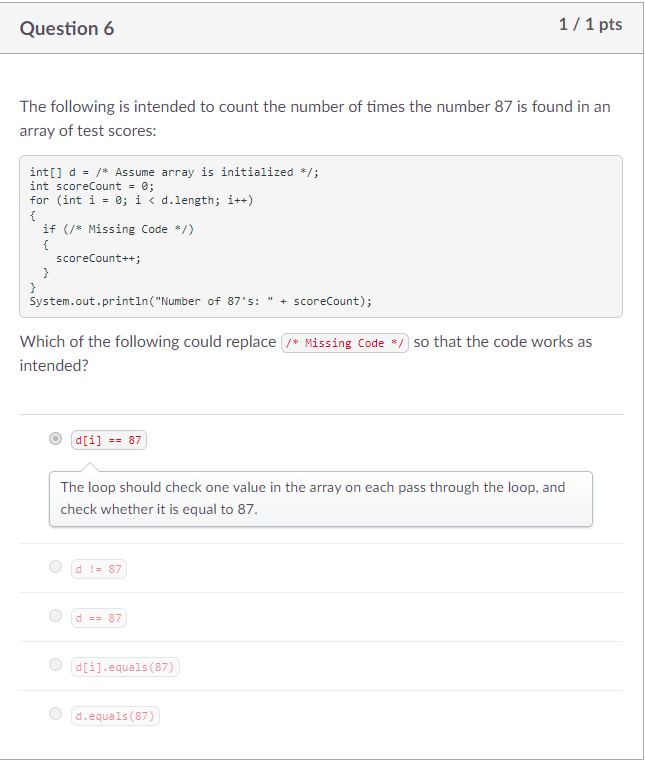 Question 6
1 / 1 pts
The following is intended to count the number of times the number 87 is found in an
array of test scores:
int[] d = /* Assume array is initialized */;
int scoreCount = 0;
for (int i = 0; i < d.length; i++)
{
  if (/* Missing Code */)
  {
    scoreCount++;
  }
}
System.out.println("Number of 87's: " + scoreCount);
Which of the following could replace /* Missing Code */ so that the code works as
intended?
d[i] == 87
The loop should check one value in the array on each pass through the loop, and
check whether it is equal to 87.
d != 87
d == 87
d[i].equals(87)
d.equals(87)